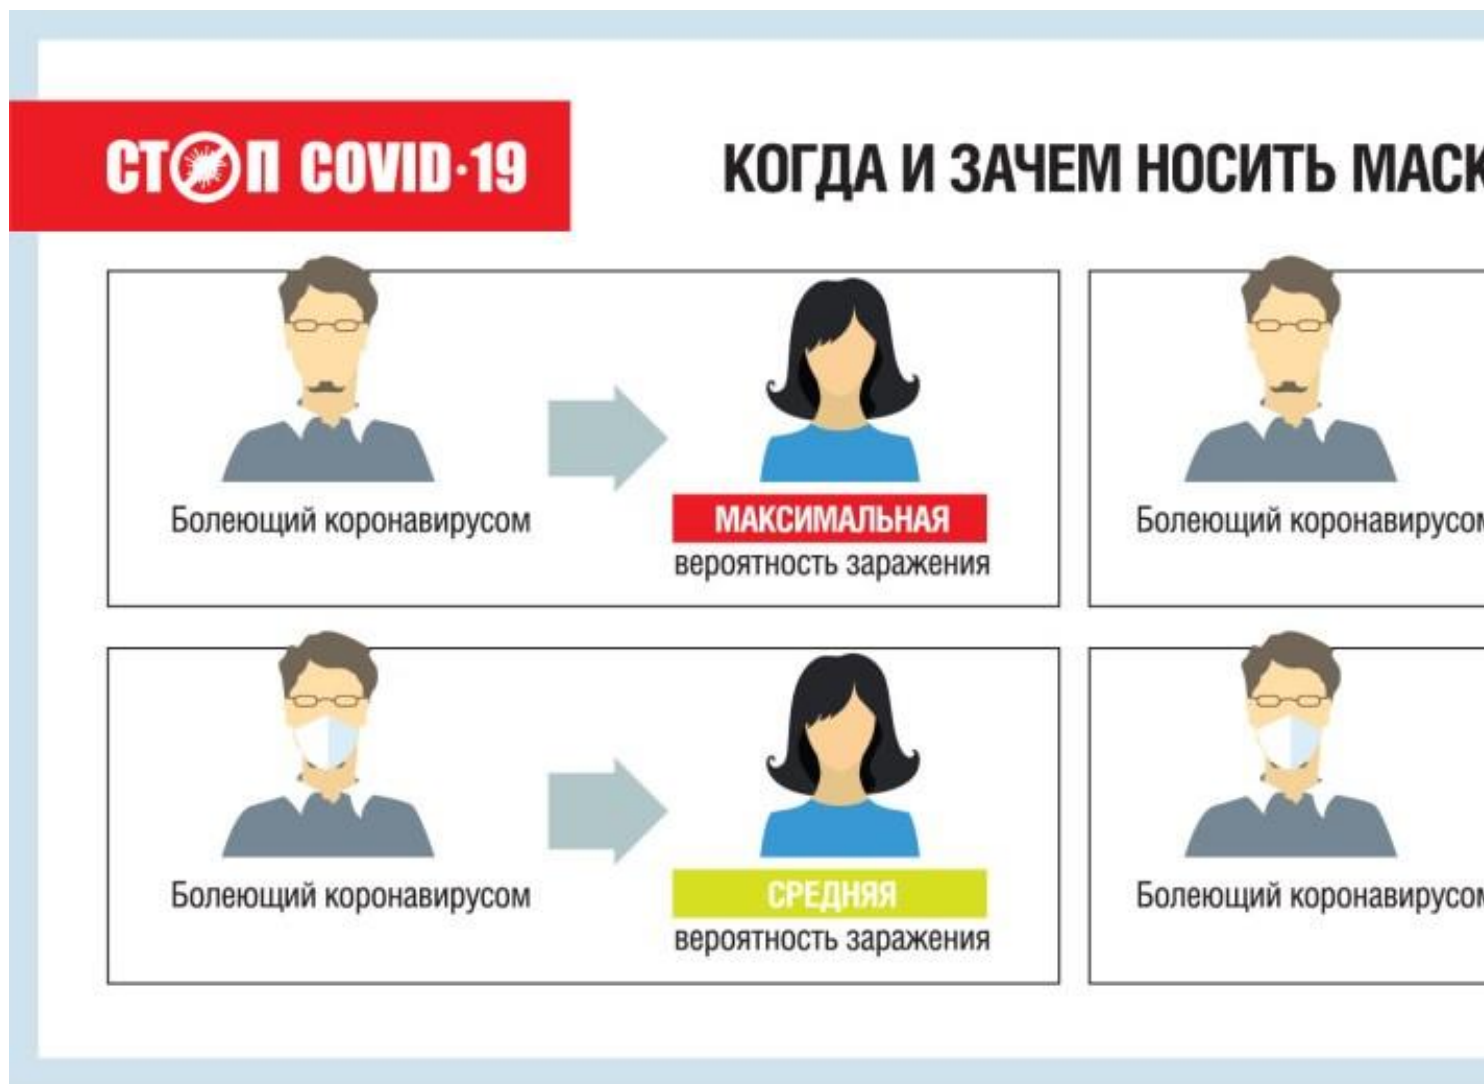 СТОП COVID-19
КОГДА И ЗАЧЕМ НОСИТЬ МАСК
Болеющий коронавирусом
МАКСИМАЛЬНАЯ
вероятность заражения
Болеющий коронавирусом
Болеющий коронавирусом
СРЕДНЯЯ
вероятность заражения
Болеющий коронавирусом